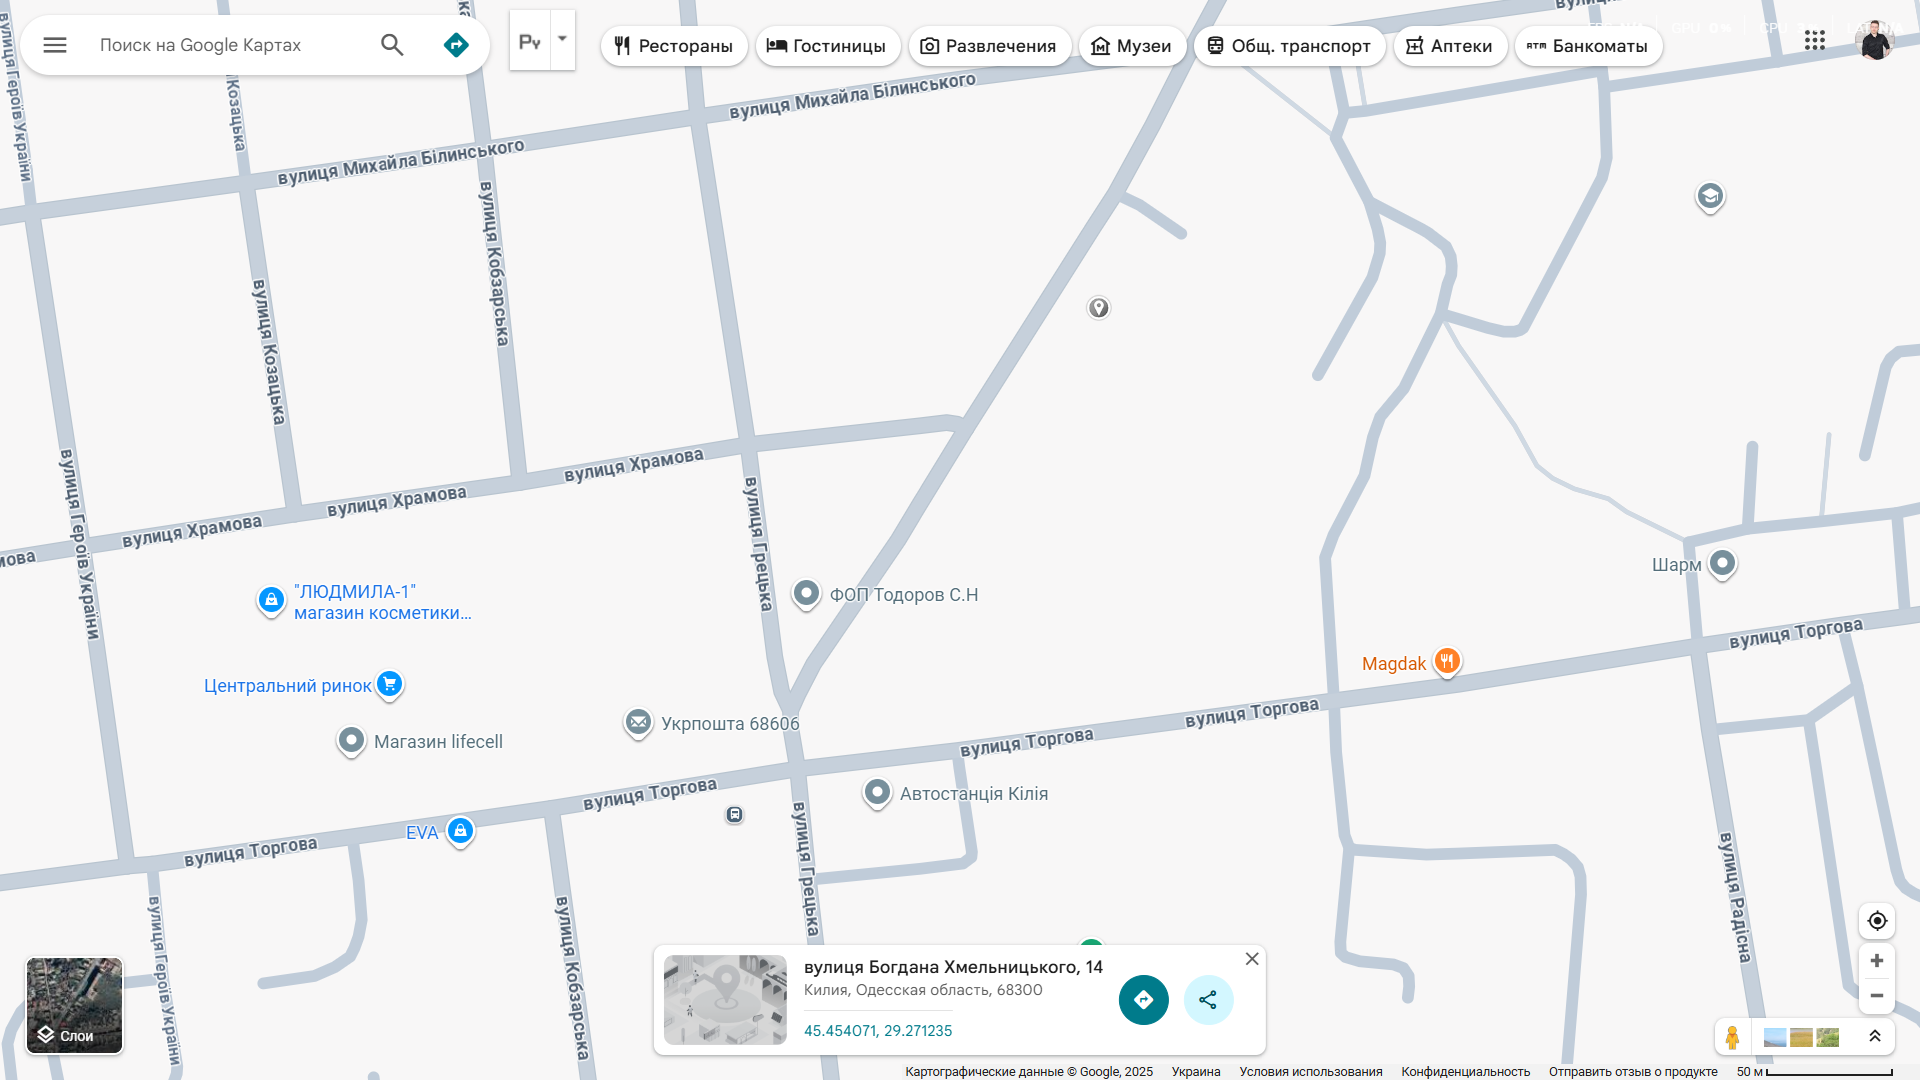 Поиск на Google Картах
Рестораны
Гостиницы
Развлечения
Музеи
Общ. транспорт
Аптеки
Банкоматы
вулиця Героїв України
Козацька
вулиця Михайла Білинського
вулиця Михайла Білинського
вулиця Кобзарська
вулиця Козацька
вулиця Храмова
вулиця Храмова
вулиця Храмова
мова
вулиця Героїв України
вулиця Грецька
"ЛЮДМИЛА-1"
магазин косметики...
ФОП Тодоров С.Н
Шарм
Центральний ринок
Magdak
вулиця Торгова
Укрпошта 68606
Магазин lifecell
вулиця Торгова
вулиця Торгова
вулиця Торгова
Автостанція Кілія
EVA
вулиця Торгова
вулиця Грецька
вулиця Радісна
вулиця Героїв України
вулиця Кобзарська
Слои
вулиця Богдана Хмельницького, 14
Килия, Одесская область, 68300
45.454071, 29.271235
Картографические данные © Google, 2025
Украина
Условия использования
Конфиденциальность
Отправить отзыв о продукте
50 м